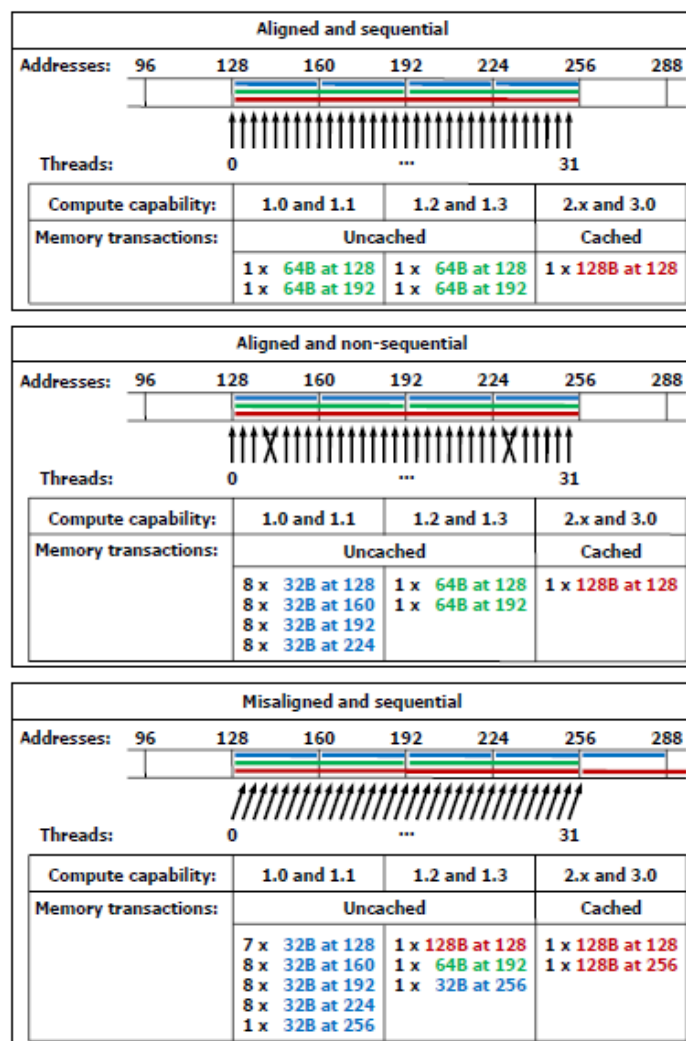 Aligned and sequential
Addresses: 96 128 160 192 224 256 288
Threads: 0 ... 31
Compute capability: 1.0 and 1.1 1.2 and 1.3 2.x and 3.0
Memory transactions: Uncached Cached
1 x 64B at 128 1 x 64B at 128 1 x 128B at 128
1 x 64B at 192 1 x 64B at 192
Aligned and non-sequential
Addresses: 96 128 160 192 224 256 288
Threads: 0 ... 31
Compute capability: 1.0 and 1.1 1.2 and 1.3 2.x and 3.0
Memory transactions: Uncached Cached
8 x 32B at 128 1 x 64B at 128 1 x 128B at 128
8 x 32B at 160 1 x 64B at 192
8 x 32B at 192
8 x 32B at 224
Misaligned and sequential
Addresses: 96 128 160 192 224 256 288
Threads: 0 ... 31
Compute capability: 1.0 and 1.1 1.2 and 1.3 2.x and 3.0
Memory transactions: Uncached Cached
7 x 32B at 128 1 x 128B at 128 1 x 128B at 128
8 x 32B at 160 1 x 64B at 192 1 x 128B at 256
8 x 32B at 192 1 x 32B at 256
8 x 32B at 224
1 x 32B at 256